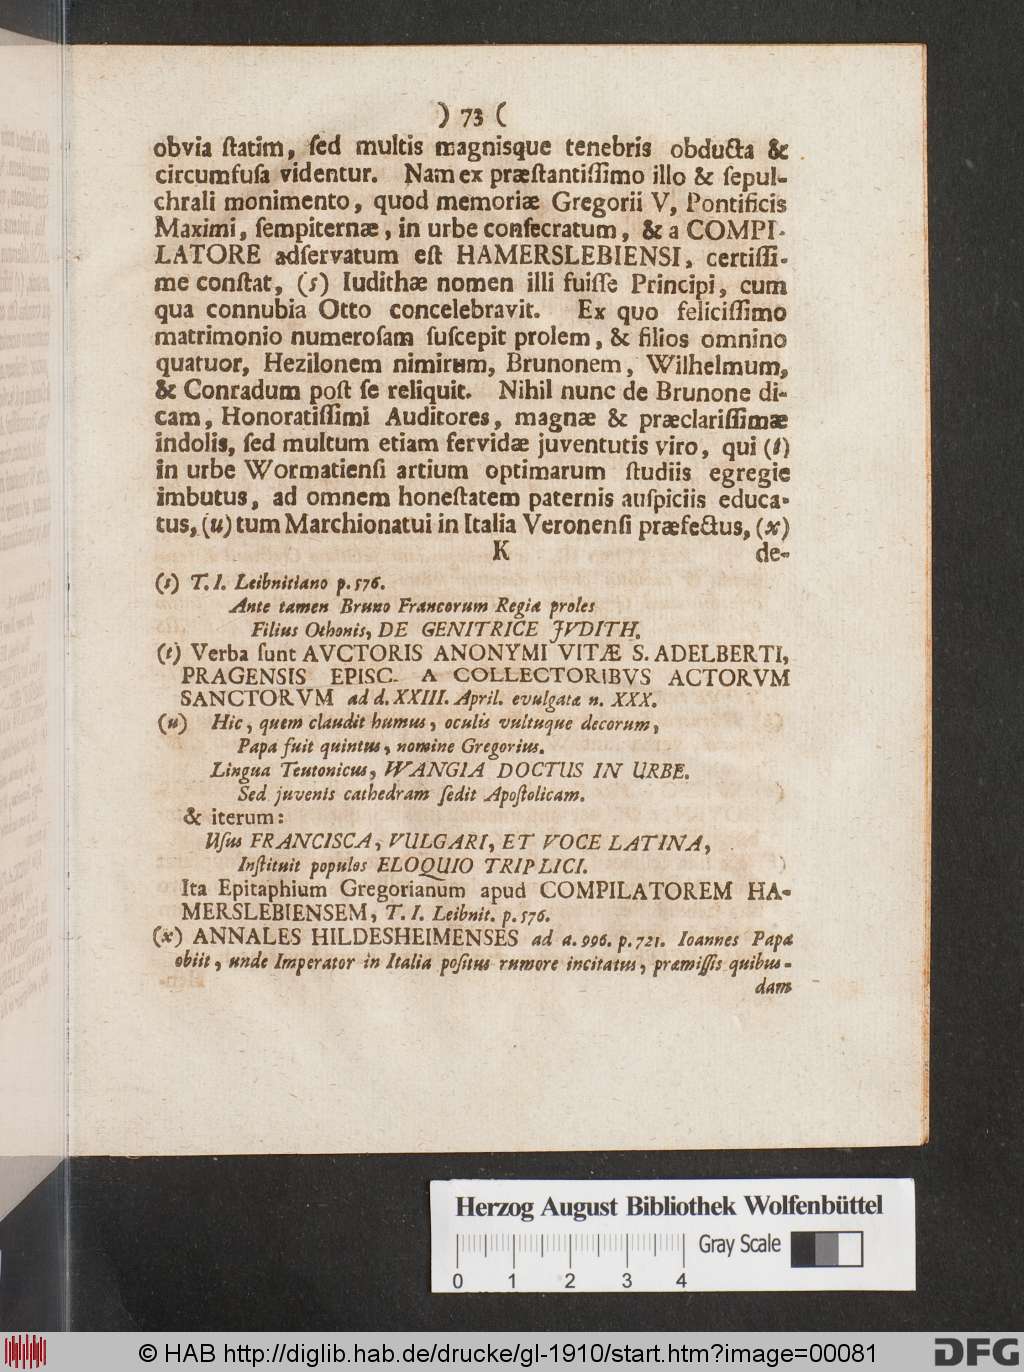 ) 73 (
obvia ſtatim, ſed multis magnisque tenebris obducta &
circumfuſa videntur. Nam ex præſtantiſſimo illo & ſepul-
chrali monimento, quod memoriæ Gregorii V, Pontificis
Maximi, ſempiternæ, in urbe conſecratum, & a COMPI-
LATORE adſervatum eſt HAMERSLEBIENSI, certiſſi-
me conſtat, (s) Iudithæ nomen illi fuiſſe Principi, cum
qua connubia Otto concelebravit. Ex quo feliciſſimo
matrimonio numeroſam ſuſcepit prolem, & filios omnino
quatuor, Hezilonem nimirum, Brunonem, Wilhelmum,
& Conradum poſt ſe reliquit. Nihil nunc de Brunone di-
cam, Honoratiſſimi Auditores, magnæ & præclariſſimæ
indolis, ſed multum etiam fervidæ juventutis viro, qui (t)
in urbe Wormatienſi artium optimarum ſtudiis egregie
imbutus, ad omnem honeſtatem paternis auſpiciis educa-
tus, (u) tum Marchionatui in Italia Veronenſi præfectus, (x)
K de-
(s) T. I. Leibnitiano p. 576.
Ante tamen Bruno Francorum Regia proles
Filius Othonis, DE GENITRICE JVDITH.
(t) Verba ſunt AVCTORIS ANONYMI VITÆ S. ADELBERTI,
PRAGENSIS EPISC. A COLLECTORIBVS ACTORVM
SANCTORVM ad d. XXIII. April. evulgatæ n. XXX.
(u) Hic, quem claudit humus, oculis vultuque decorum,
Papa fuit quintus, nomine Gregorius.
Lingua Teutonicus, WANGIA DOCTUS IN URBE.
Sed juvenis cathedram ſedit Apoſtolicam.
& iterum:
Uſus FRANCISCA, VULGARI, ET VOCE LATINA,
Inſtituit populos ELOQUIO TRIPLICI.
Ita Epitaphium Gregorianum apud COMPILATOREM HA-
MERSLEBIENSEM, T. I. Leibnit. p. 576.
(x) ANNALES HILDESHEIMENSES ad a. 996. p. 721. Ioannes Papa
obiit, unde Imperator in Italia poſitus rumore incitatus, præmiſſis quibus-
dam
Herzog August Bibliothek Wolfenbüttel
Gray Scale
0 1 2 3 4
© HAB http://diglib.hab.de/drucke/gl-1910/start.htm?image=00081
DFG